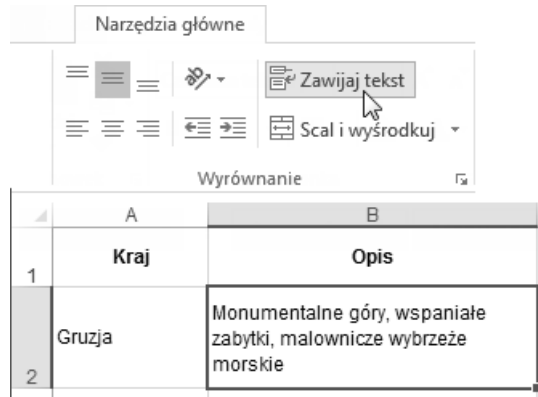 Narzędzia główne
Zawijaj tekst
Scal i wyśrodkuj
Wyrównanie
A B
Kraj Opis
1
Gruzja
Monumentalne góry, wspaniałe
zabytki, malownicze wybrzeże
morskie
2